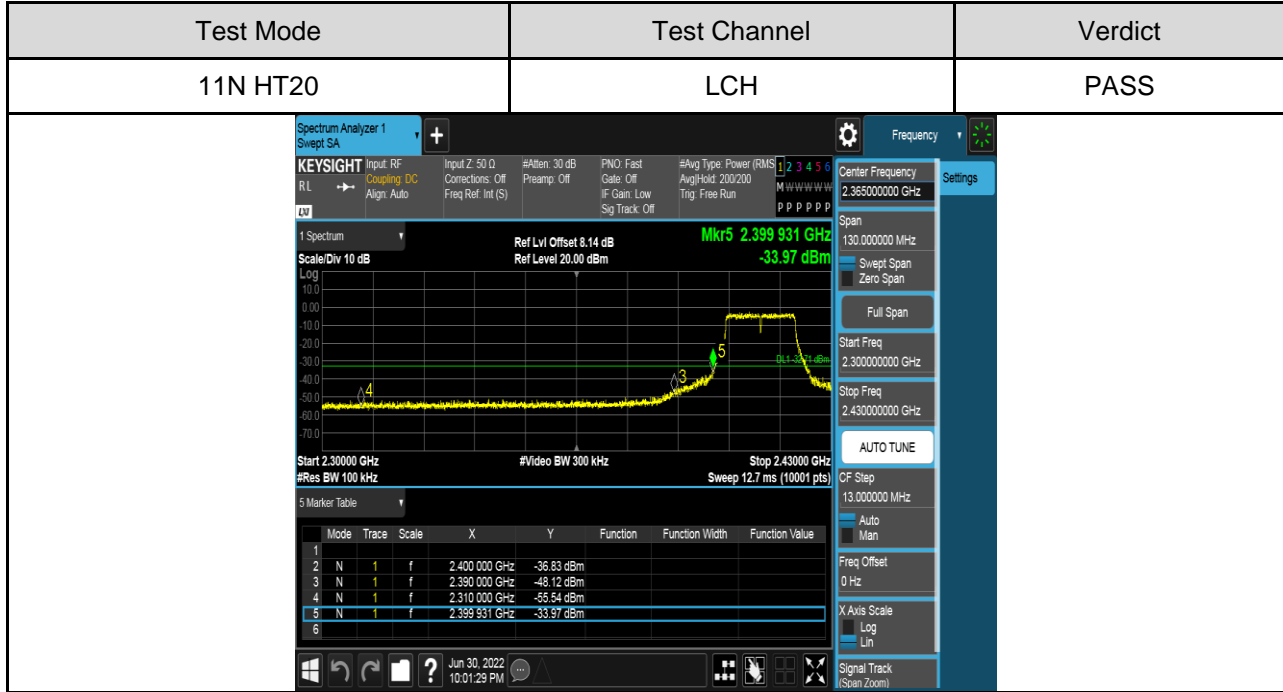 Test Mode Test Channel Verdict
11N HT20 LCH PASS
Spectrum Analyzer 1
Swept SA
+
Frequency
KEYSIGHT Input: RF Input Z: 50 Ω #Atten: 30 dB PNO: Fast #Avg Type: Power (RMS 1 2 3 4 5 6
RL Coupling: DC Corrections: Off Preamp: Off Gate: Off Avg|Hold: 200/200 M W W W W W
Align: Auto Freq Ref: Int (S) IF Gain: Low Trig: Free Run
LXI Sig Track: Off P P P P P P
Center Frequency
2.365000000 GHz
Settings
1 Spectrum
Ref Lvl Offset 8.14 dB
Mkr5 2.399 931 GHz
Scale/Div 10 dB Ref Level 20.00 dBm -33.97 dBm
Log
10.0
0.00
-10.0
-20.0
-30.0
-40.0
-50.0
-60.0
-70.0
5
DL1 -32.71 dBm
3
4
Start 2.30000 GHz #Video BW 300 kHz Stop 2.43000 GHz
#Res BW 100 kHz Sweep 12.7 ms (10001 pts)
Span
130.000000 MHz
Swept Span
Zero Span
Full Span
Start Freq
2.300000000 GHz
Stop Freq
2.430000000 GHz
AUTO TUNE
CF Step
13.000000 MHz
Auto
Man
Freq Offset
0 Hz
X Axis Scale
Log
Lin
Signal Track
(Span Zoom)
5 Marker Table
Mode Trace Scale X Y Function Function Width Function Value
1
2 N 1 f 2.400 000 GHz -36.83 dBm
3 N 1 f 2.390 000 GHz -48.12 dBm
4 N 1 f 2.310 000 GHz -55.54 dBm
5 N 1 f 2.399 931 GHz -33.97 dBm
6
? Jun 30, 2022
10:01:29 PM